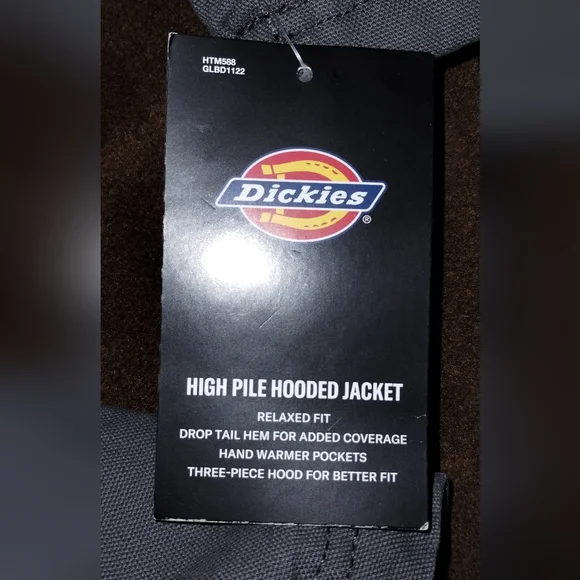 HTM588
GLBD1122
Dickies®
HIGH PILE HOODED JACKET
RELAXED FIT
DROP TAIL HEM FOR ADDED COVERAGE
HAND WARMER POCKETS
THREE-PIECE HOOD FOR BETTER FIT